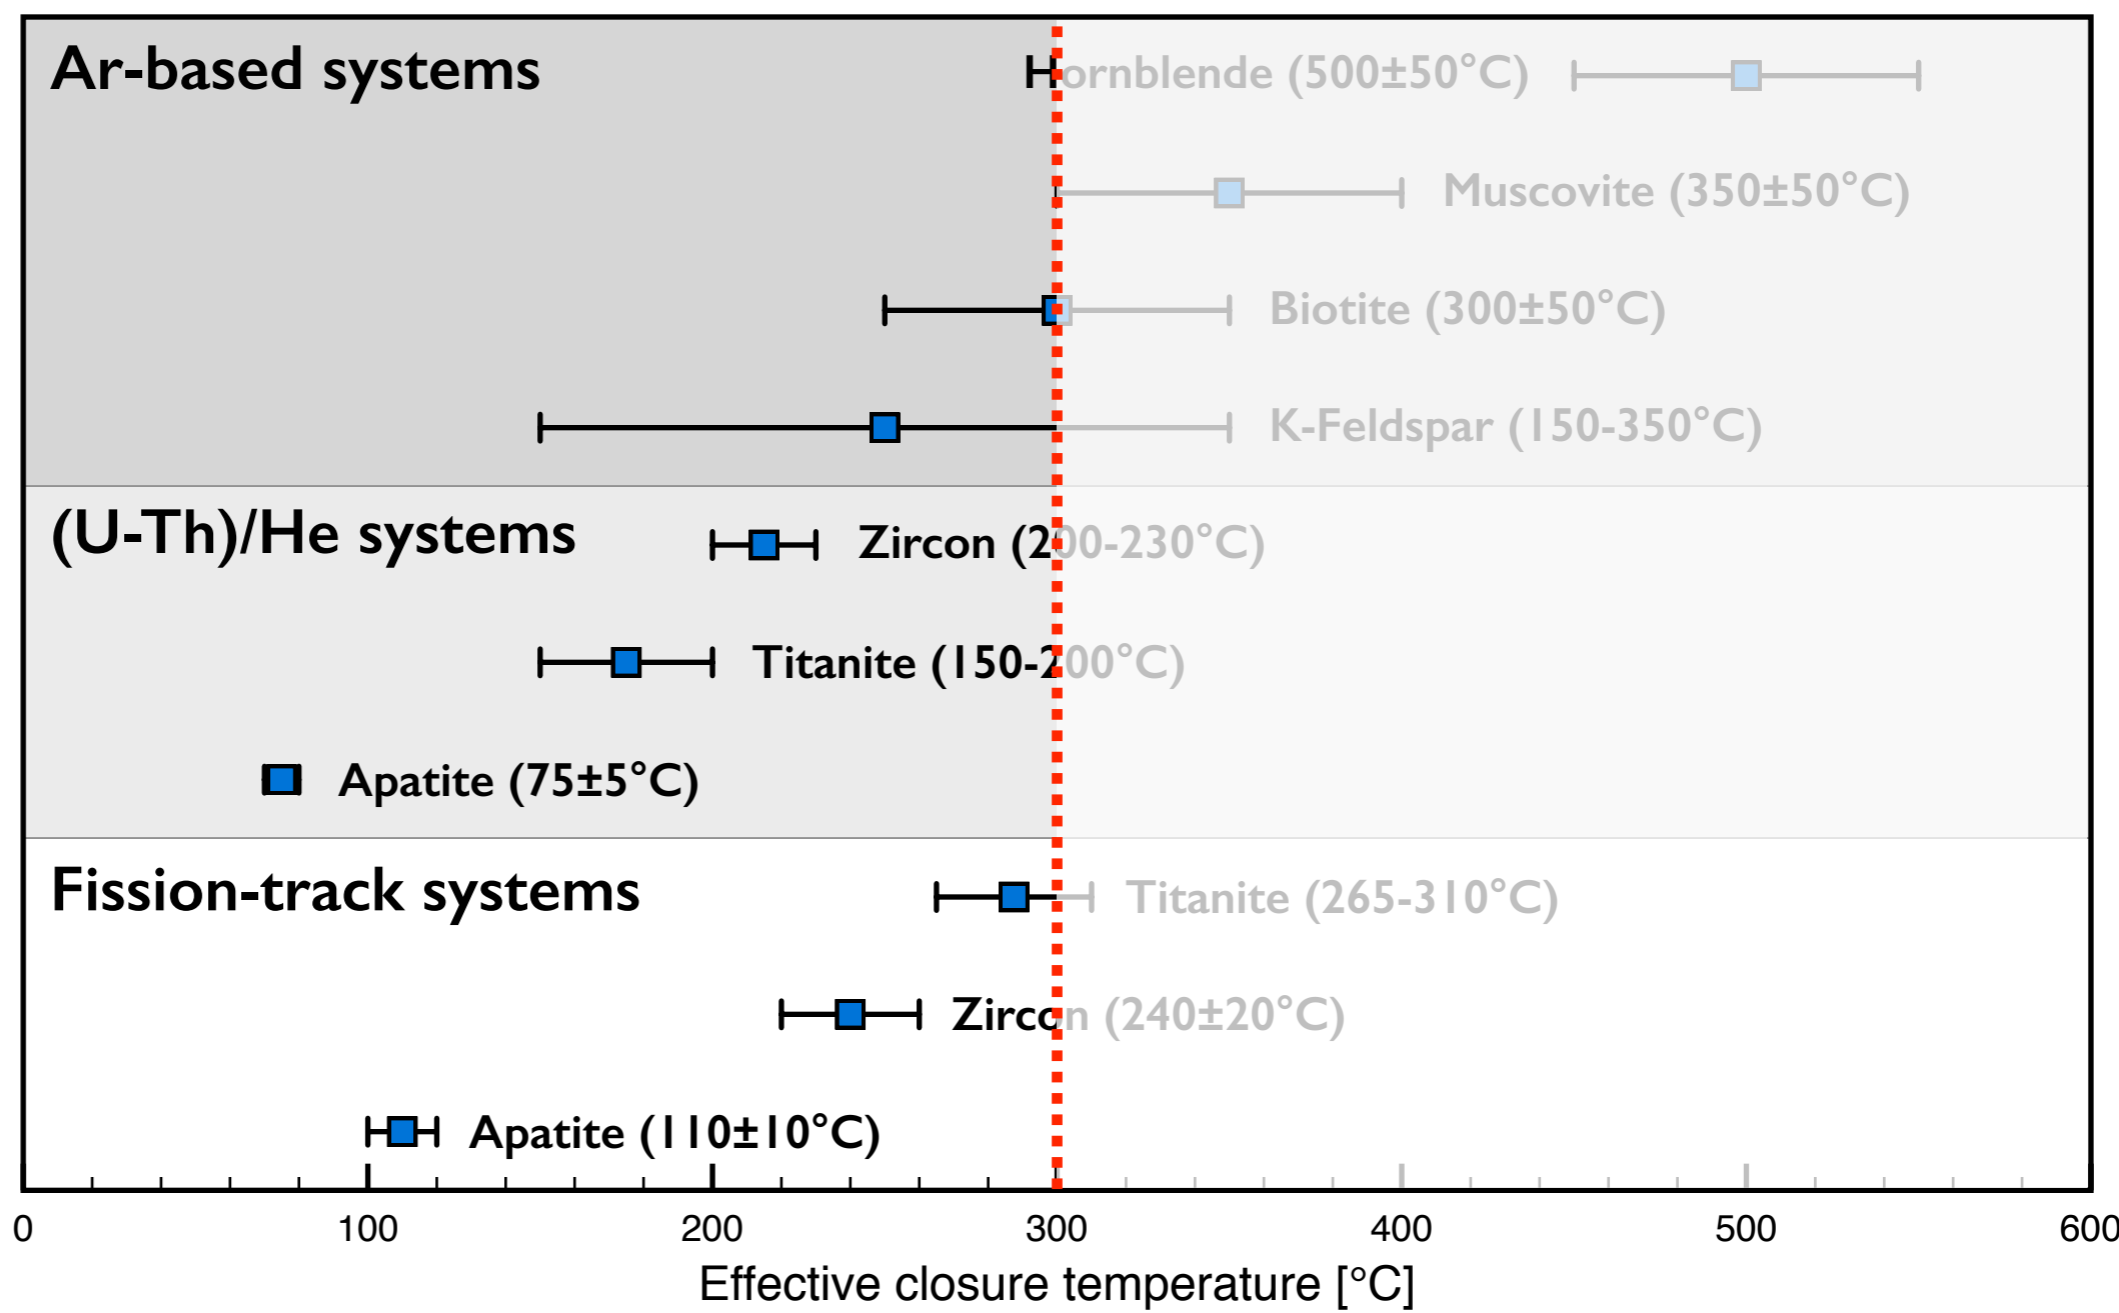 Ar-based systems
Hornblende (500±50°C)
Muscovite (350±50°C)
Biotite (300±50°C)
K-Feldspar (150-350°C)
(U-Th)/He systems
Zircon (200-230°C)
Titanite (150-200°C)
Apatite (75±5°C)
Fission-track systems
Titanite (265-310°C)
Zircon (240±20°C)
Apatite (110±10°C)
0 100 200 300 400 500 600
Effective closure temperature [°C]